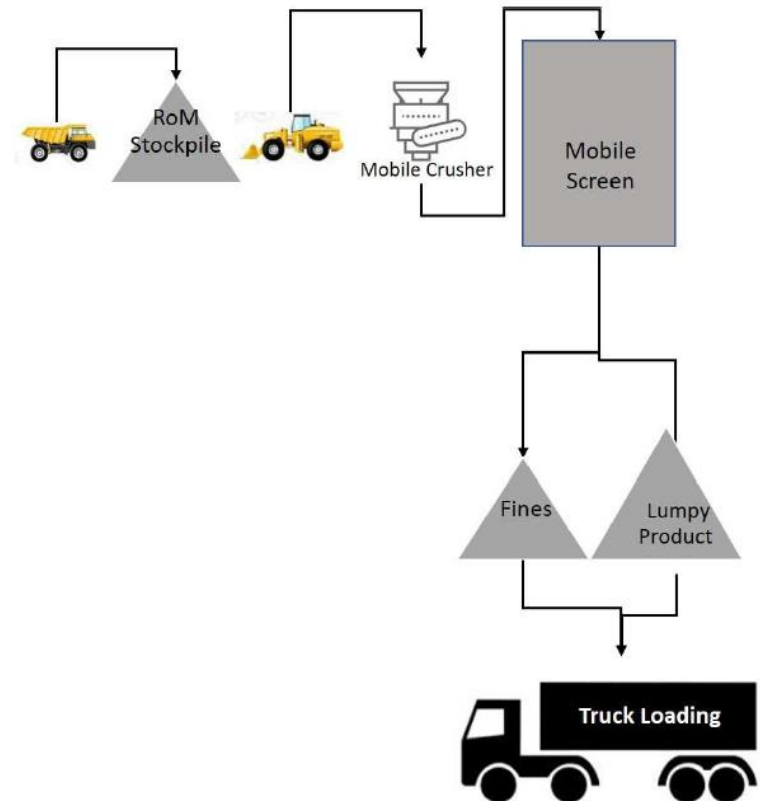 RoM
Stockpile
Mobile Crusher
Mobile
Screen
Fines
Lumpy
Product
Truck Loading